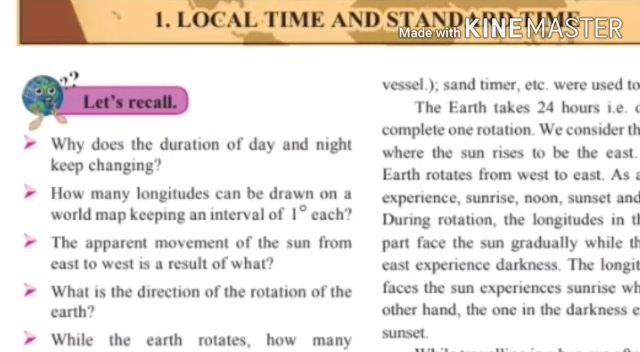 1. LOCAL TIME AND STANDARD TIME
Made with KINEMASTER
??
Let's recall.
Why does the duration of day and night
keep changing?
How many longitudes can be drawn on a
world map keeping an interval of 1° each?
The apparent movement of the sun from
east to west is a result of what?
What is the direction of the rotation of the
earth?
While the earth rotates, how many
vessel.); sand timer, etc. were used to
The Earth takes 24 hours i.e.
complete one rotation. We consider
where the sun rises to be the east.
Earth rotates from west to east. As
experience, sunrise, noon, sunset and
During rotation, the longitudes in
part face the sun gradually while
east experience darkness. The
faces the sun experiences sunrise
other hand, the one in the darkness
sunset.